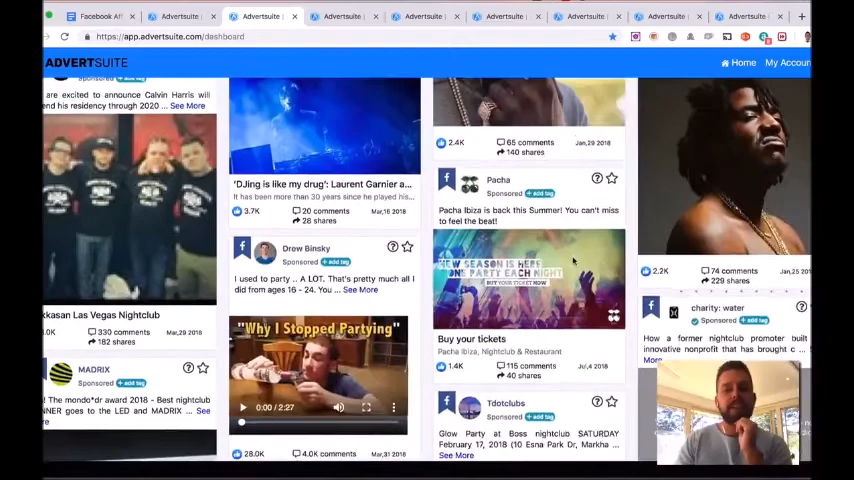 Facebook Aff
Advertsuite
Advertsuite
Advertsuite
Advertsuite
Advertsuite
Advertsuite
Advertsuite
Advertsuite
https://app.advertsuite.com/dashboard
ADVERTSUITE
Home
My Accoun
Sponsored
add tag
are excited to announce Calvin Harris will
end his residency through 2020 ... See More
kkasan Las Vegas Nightclub
.0K
330 comments
Mar,29 2018
182 shares
MADRIX
Sponsored + add tag
! The mondo*dr award 2018 - Best nightclub
NNER goes to the LED and MADRIX ... See
re
'DJing is like my drug': Laurent Garnier a...
It has been more than 30 years since he played his...
3.7K
20 comments
Mar,16 2018
28 shares
Drew Binsky
Sponsored + add tag
I used to party .. A LOT. That's pretty much all I
did from ages 16 - 24. You ... See More
"Why I Stopped Partying"
0:00 / 2:27
28.0K
4.0K comments
Mar,31 2018
2.4K
65 comments
Jan,29 2018
140 shares
Pacha
Sponsored + add tag
Pacha Ibiza is back this Summer! You can't miss
to feel the beat!
NEW SEASON IS HERE
ONE PARTY EACH NIGHT
BUY YOUR TICKET NOW
Buy your tickets
Pacha Ibiza, Nightclub & Restaurant
1.4K
115 comments
Jul,4 2018
40 shares
Tdotclubs
Sponsored + add tag
Glow Party at Boss nightclub SATURDAY
February 17, 2018 (10 Esna Park Dr, Markha ...
See More
2.2K
74 comments
Jan,25 201
229 shares
charity: water
Sponsored + add tag
How a former nightclub promoter built
innovative nonprofit that has brought c ... See
More